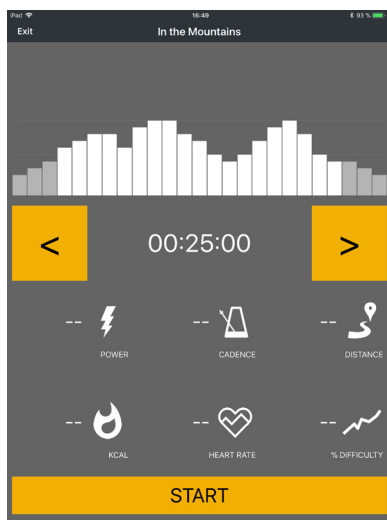 iPad 16:49 93 %
Exit In the Mountains
< 00:25:00 >
-- -- --
POWER CADENCE DISTANCE
-- -- --
KCAL HEART RATE % DIFFICULTY
START